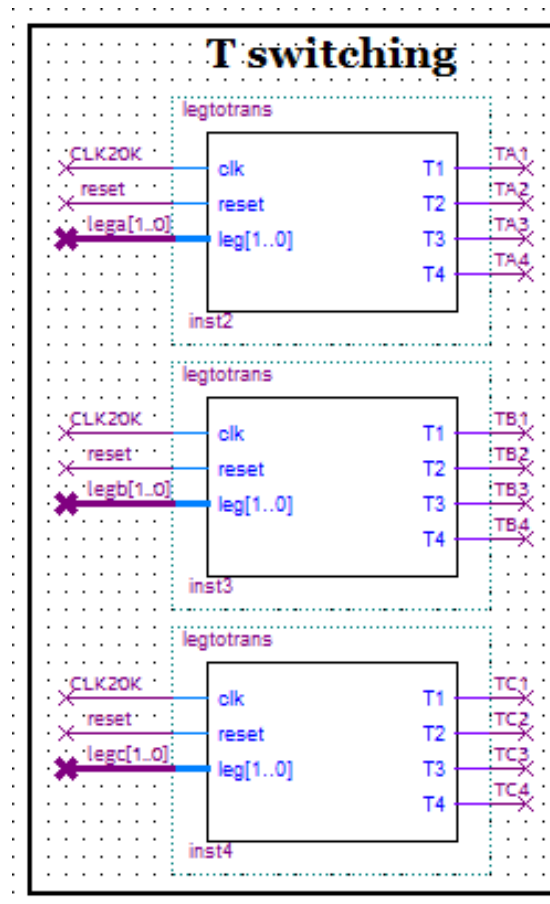 T switching
legtotrans
CLK20K clk T1 TA1
reset reset T2 TA2
lega[1..0] leg[1..0] T3 TA3
T4 TA4
inst2
legtotrans
CLK20K clk T1 TB1
reset reset T2 TB2
legb[1..0] leg[1..0] T3 TB3
T4 TB4
inst3
legtotrans
CLK20K clk T1 TC1
reset reset T2 TC2
legc[1..0] leg[1..0] T3 TC3
T4 TC4
inst4